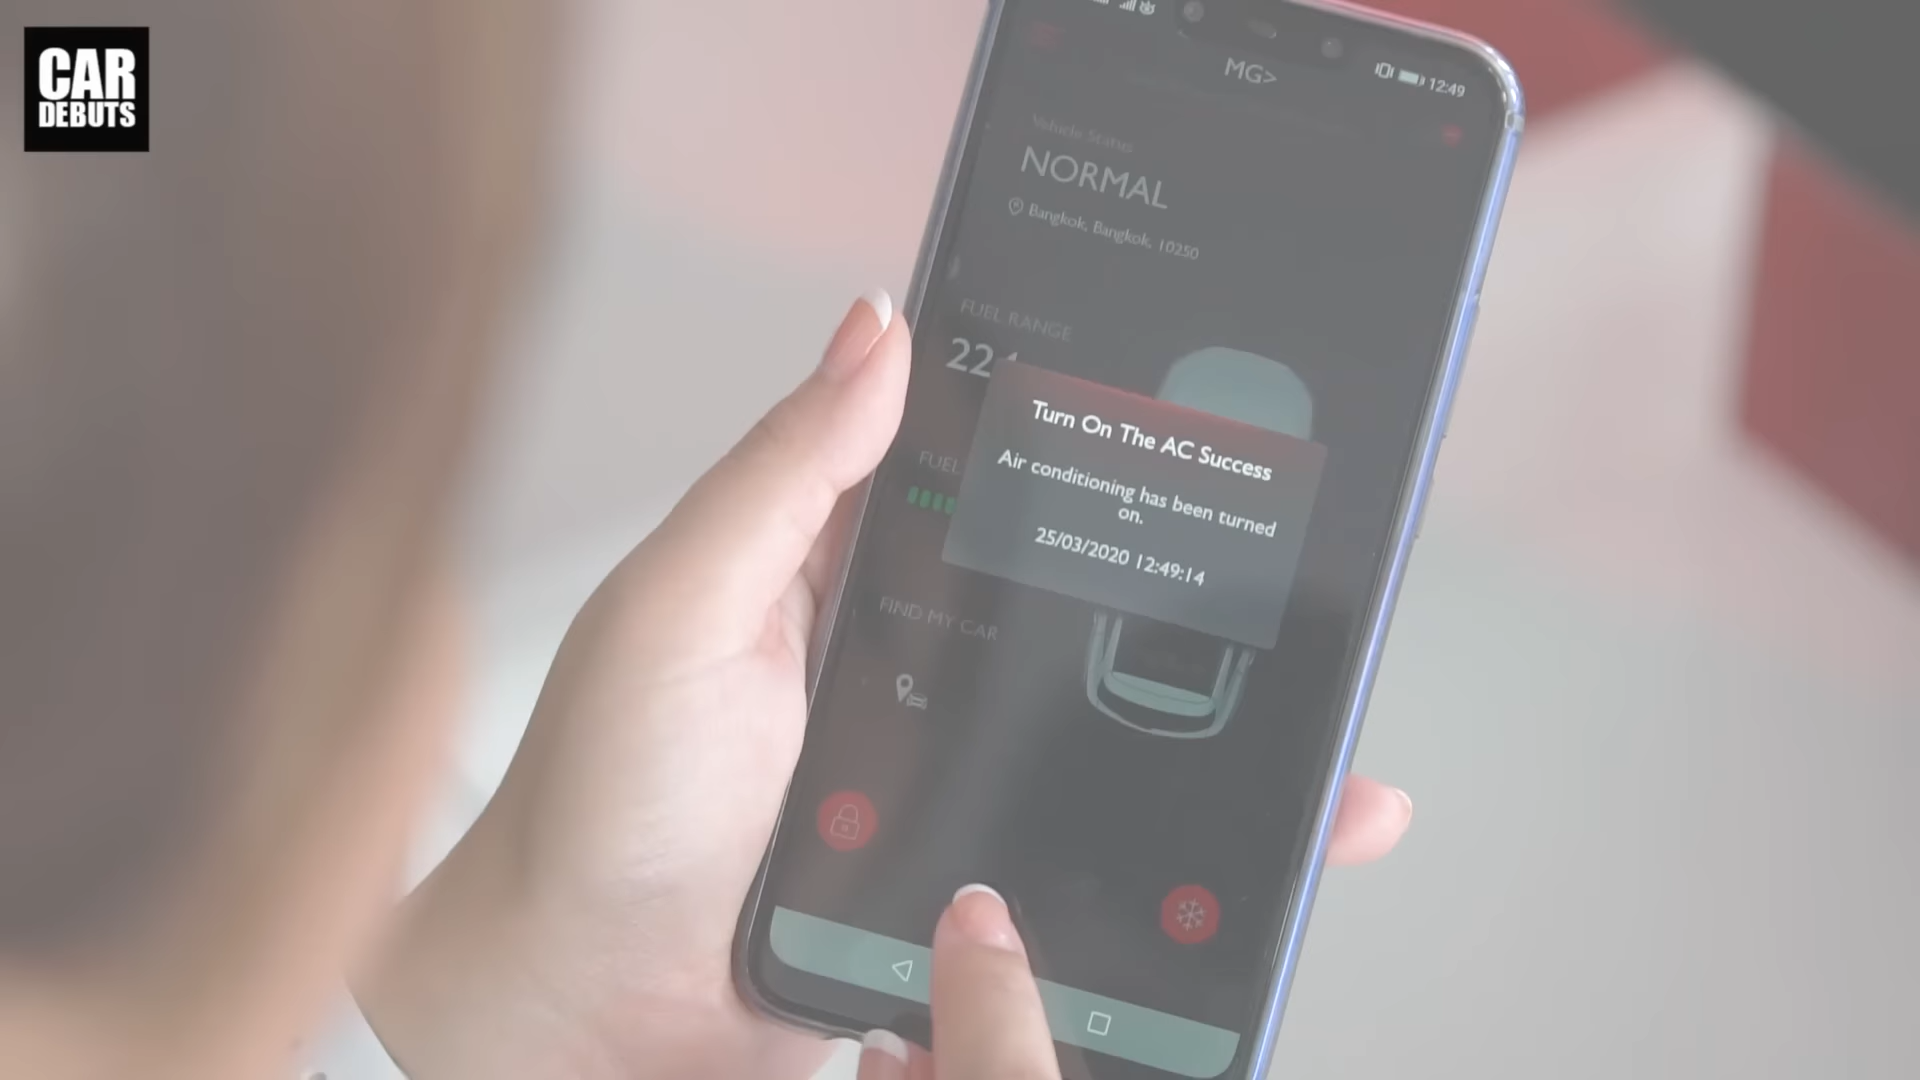 CAR
DEBUTS
MG>
12:49
Vehicle Status
NORMAL
Bangkok, Bangkok, 10250
FUEL RANGE
Turn On The AC Success
Air conditioning has been turned
on.
25/03/2020 12:49:14
FUEL
FIND MY CAR